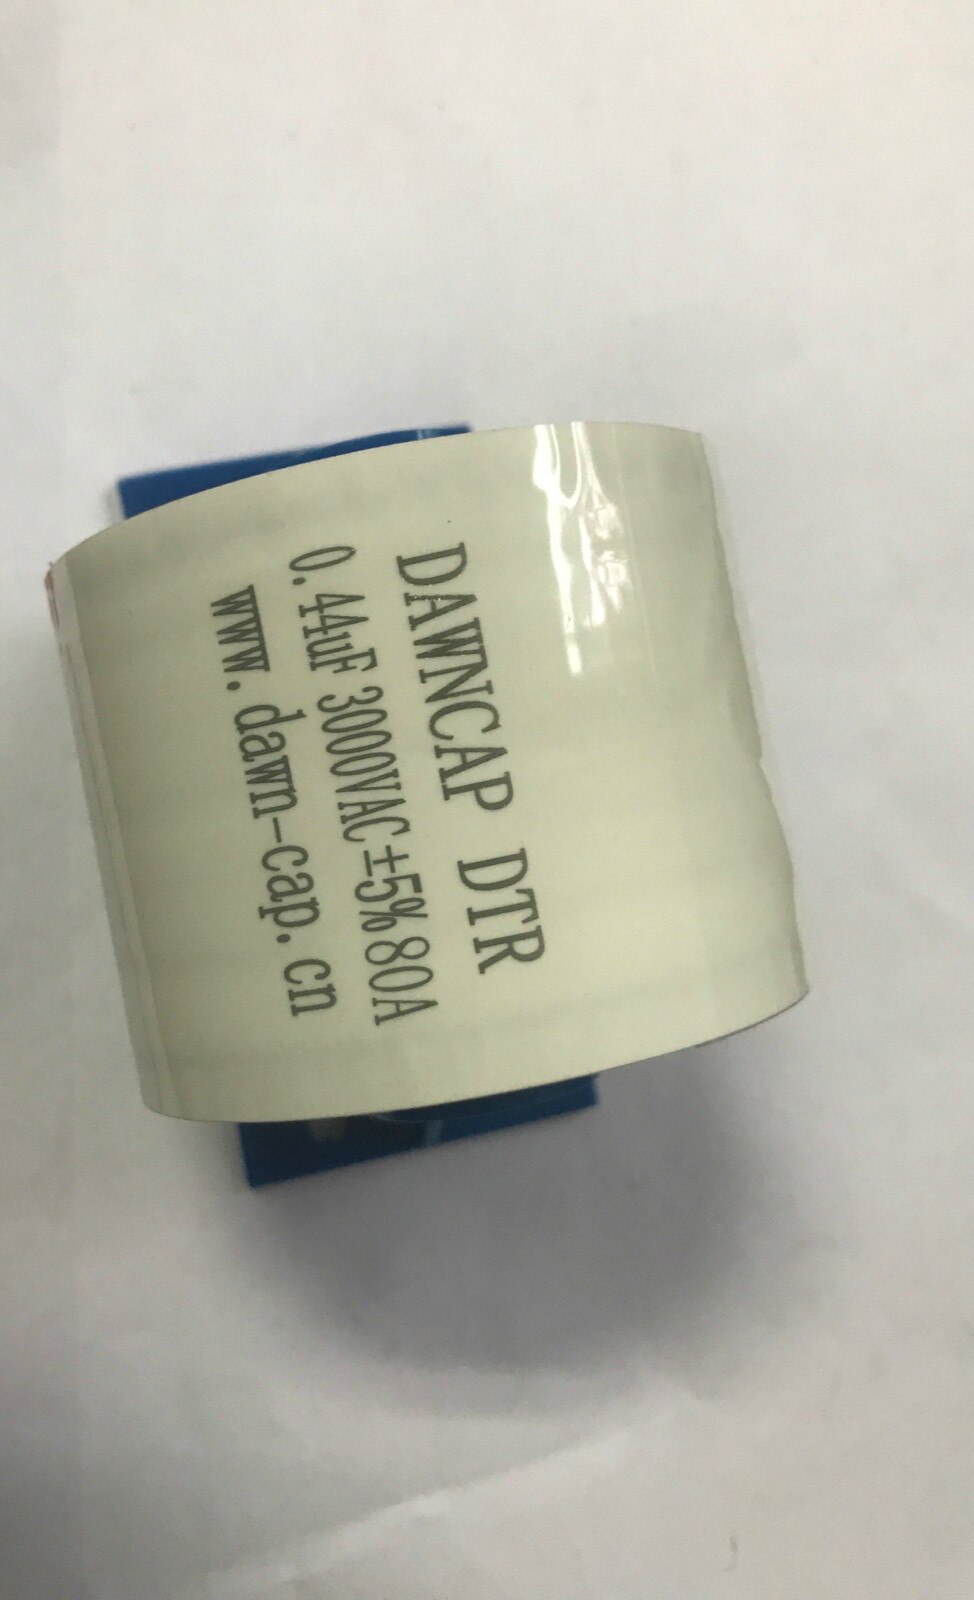 DAWNCAP DTR
0.44uF 3000VAC±5% 80A
www.dawn-cap.cn